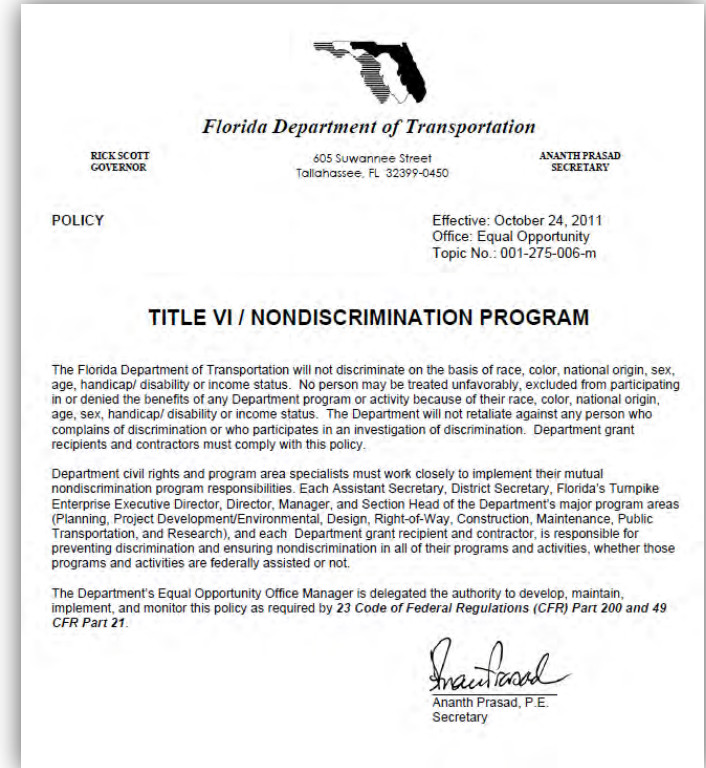 Florida Department of Transportation
RICK SCOTT
GOVERNOR
605 Suwannee Street
Tallahassee, FL 32399-0450
ANANTH PRASAD
SECRETARY
POLICY
Effective: October 24, 2011
Office: Equal Opportunity
Topic No.: 001-275-006-m
TITLE VI / NONDISCRIMINATION PROGRAM
The Florida Department of Transportation will not discriminate on the basis of race, color, national origin, sex,
age, handicap/ disability or income status. No person may be treated unfavorably, excluded from participating
in or denied the benefits of any Department program or activity because of their race, color, national origin,
age, sex, handicap/ disability or income status. The Department will not retaliate against any person who
complains of discrimination or who participates in an investigation of discrimination. Department grant
recipients and contractors must comply with this policy.
Department civil rights and program area specialists must work closely to implement their mutual
nondiscrimination program responsibilities. Each Assistant Secretary, District Secretary, Florida's Turnpike
Enterprise Executive Director, Director, Manager, and Section Head of the Department's major program areas
(Planning, Project Development/Environmental, Design, Right-of-Way, Construction, Maintenance, Public
Transportation, and Research), and each Department grant recipient and contractor, is responsible for
preventing discrimination and ensuring nondiscrimination in all of their programs and activities, whether those
programs and activities are federally assisted or not.
The Department's Equal Opportunity Office Manager is delegated the authority to develop, maintain,
implement, and monitor this policy as required by 23 Code of Federal Regulations (CFR) Part 200 and 49
CFR Part 21.
Ananth Prasad, P.E.
Secretary